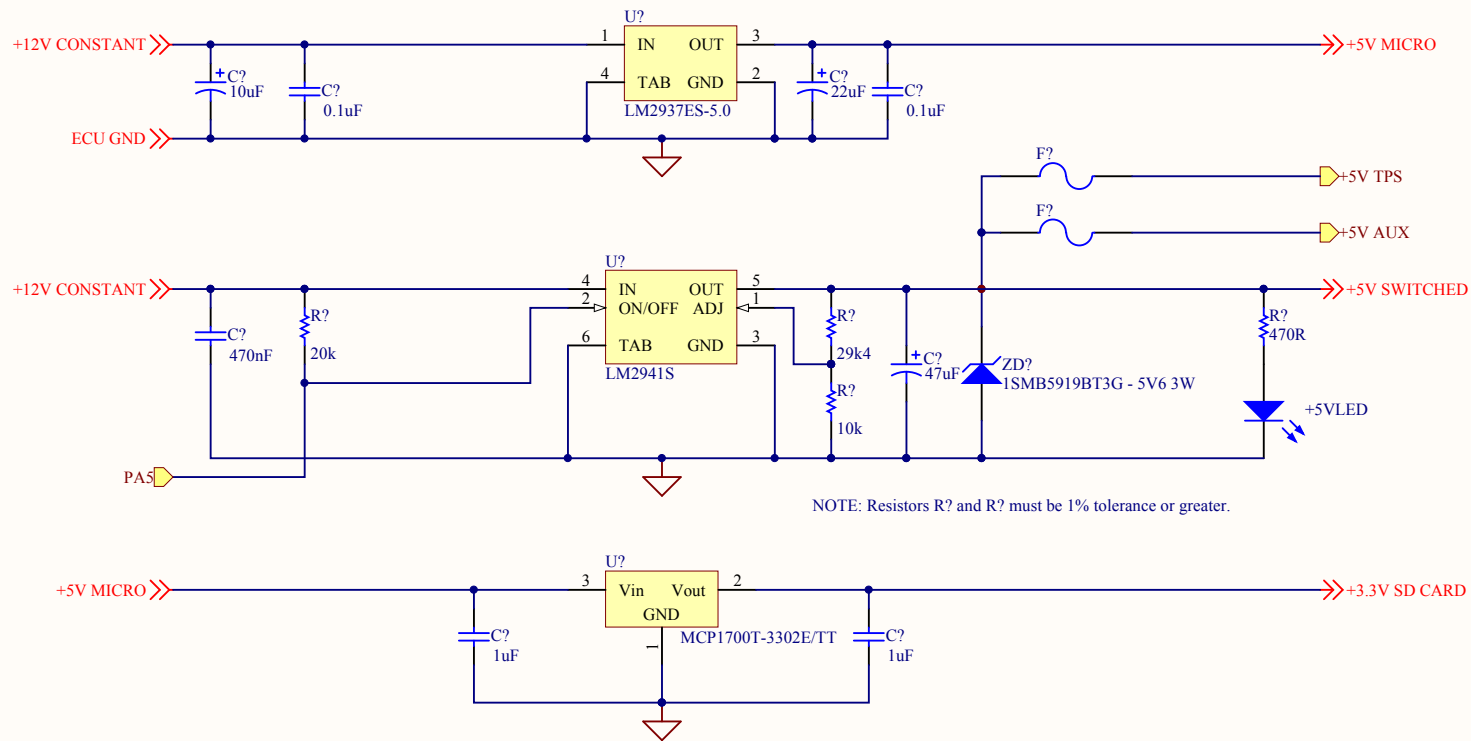 U?
+12V CONSTANT
1 IN OUT 3
+5V MICRO
+ C?
10uF
C?
0.1uF
4 TAB GND 2
+ C?
22uF
C?
0.1uF
LM2937ES-5.0
ECU GND
F?
+5V TPS
F?
+5V AUX
U?
+12V CONSTANT
4 IN OUT 5
+5V SWITCHED
2 ON/OFF ADJ 1
C?
470nF
R?
20k
6 TAB GND 3
LM2941S
R?
29k4
R?
10k
+ C?
47uF
ZD?
1SMB5919BT3G - 5V6 3W
R?
470R
+5VLED
PA5
NOTE: Resistors R? and R? must be 1% tolerance or greater.
U?
+5V MICRO
3 Vin Vout 2
+3.3V SD CARD
GND
1
MCP1700T-3302E/TT
C?
1uF
C?
1uF